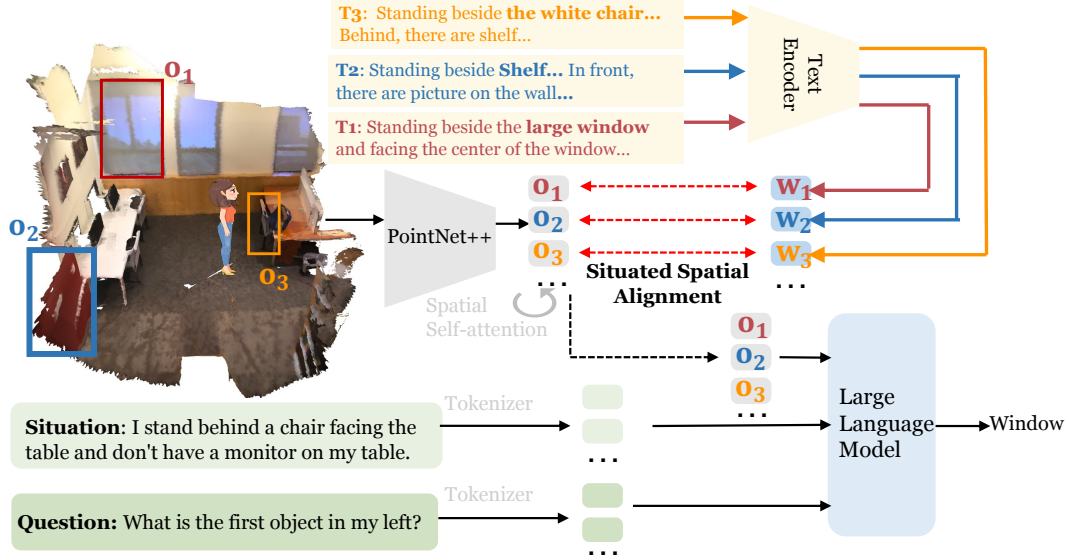 T3: Standing beside the white chair...
Behind, there are shelf...
T2: Standing beside Shelf... In front,
there are picture on the wall...
T1: Standing beside the large window
and facing the center of the window...
Text
Encoder
o1
o2
o3
PointNet++
o1
o2
o3
...
w1
w2
w3
...
Situated Spatial
Alignment
Spatial
Self-attention
o1
o2
o3
...
Large
Language
Model
Window
Situation: I stand behind a chair facing the
table and don't have a monitor on my table.
Tokenizer
...
Question: What is the first object in my left?
Tokenizer
...